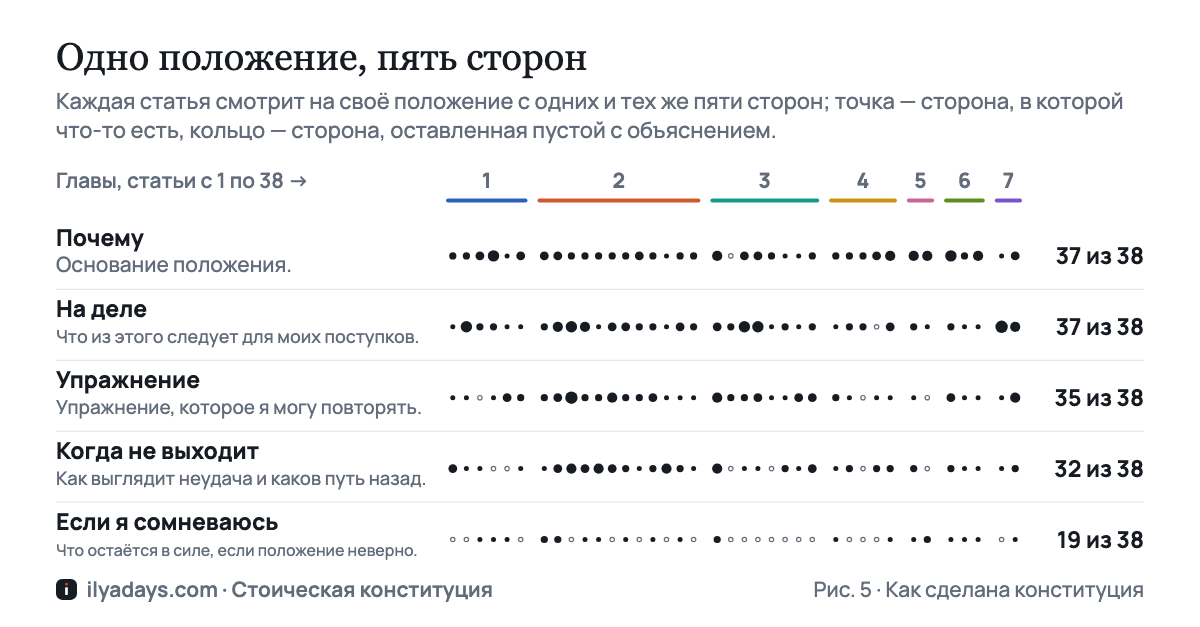 Одно положение, пять сторон
Каждая статья смотрит на своё положение с одних и тех же пяти сторон; точка — сторона, в которой
что-то есть, кольцо — сторона, оставленная пустой с объяснением.
Главы, статьи с 1 по 38 → 1 2 3 4 5 6 7
Почему
Основание положения.
37 из 38
На деле
Что из этого следует для моих поступков.
37 из 38
Упражнение
Упражнение, которое я могу повторять.
35 из 38
Когда не выходит
Как выглядит неудача и каков путь назад.
32 из 38
Если я сомневаюсь
Что остаётся в силе, если положение неверно.
19 из 38
i ilyadays.com · Стоическая конституция
Рис. 5 · Как сделана конституция